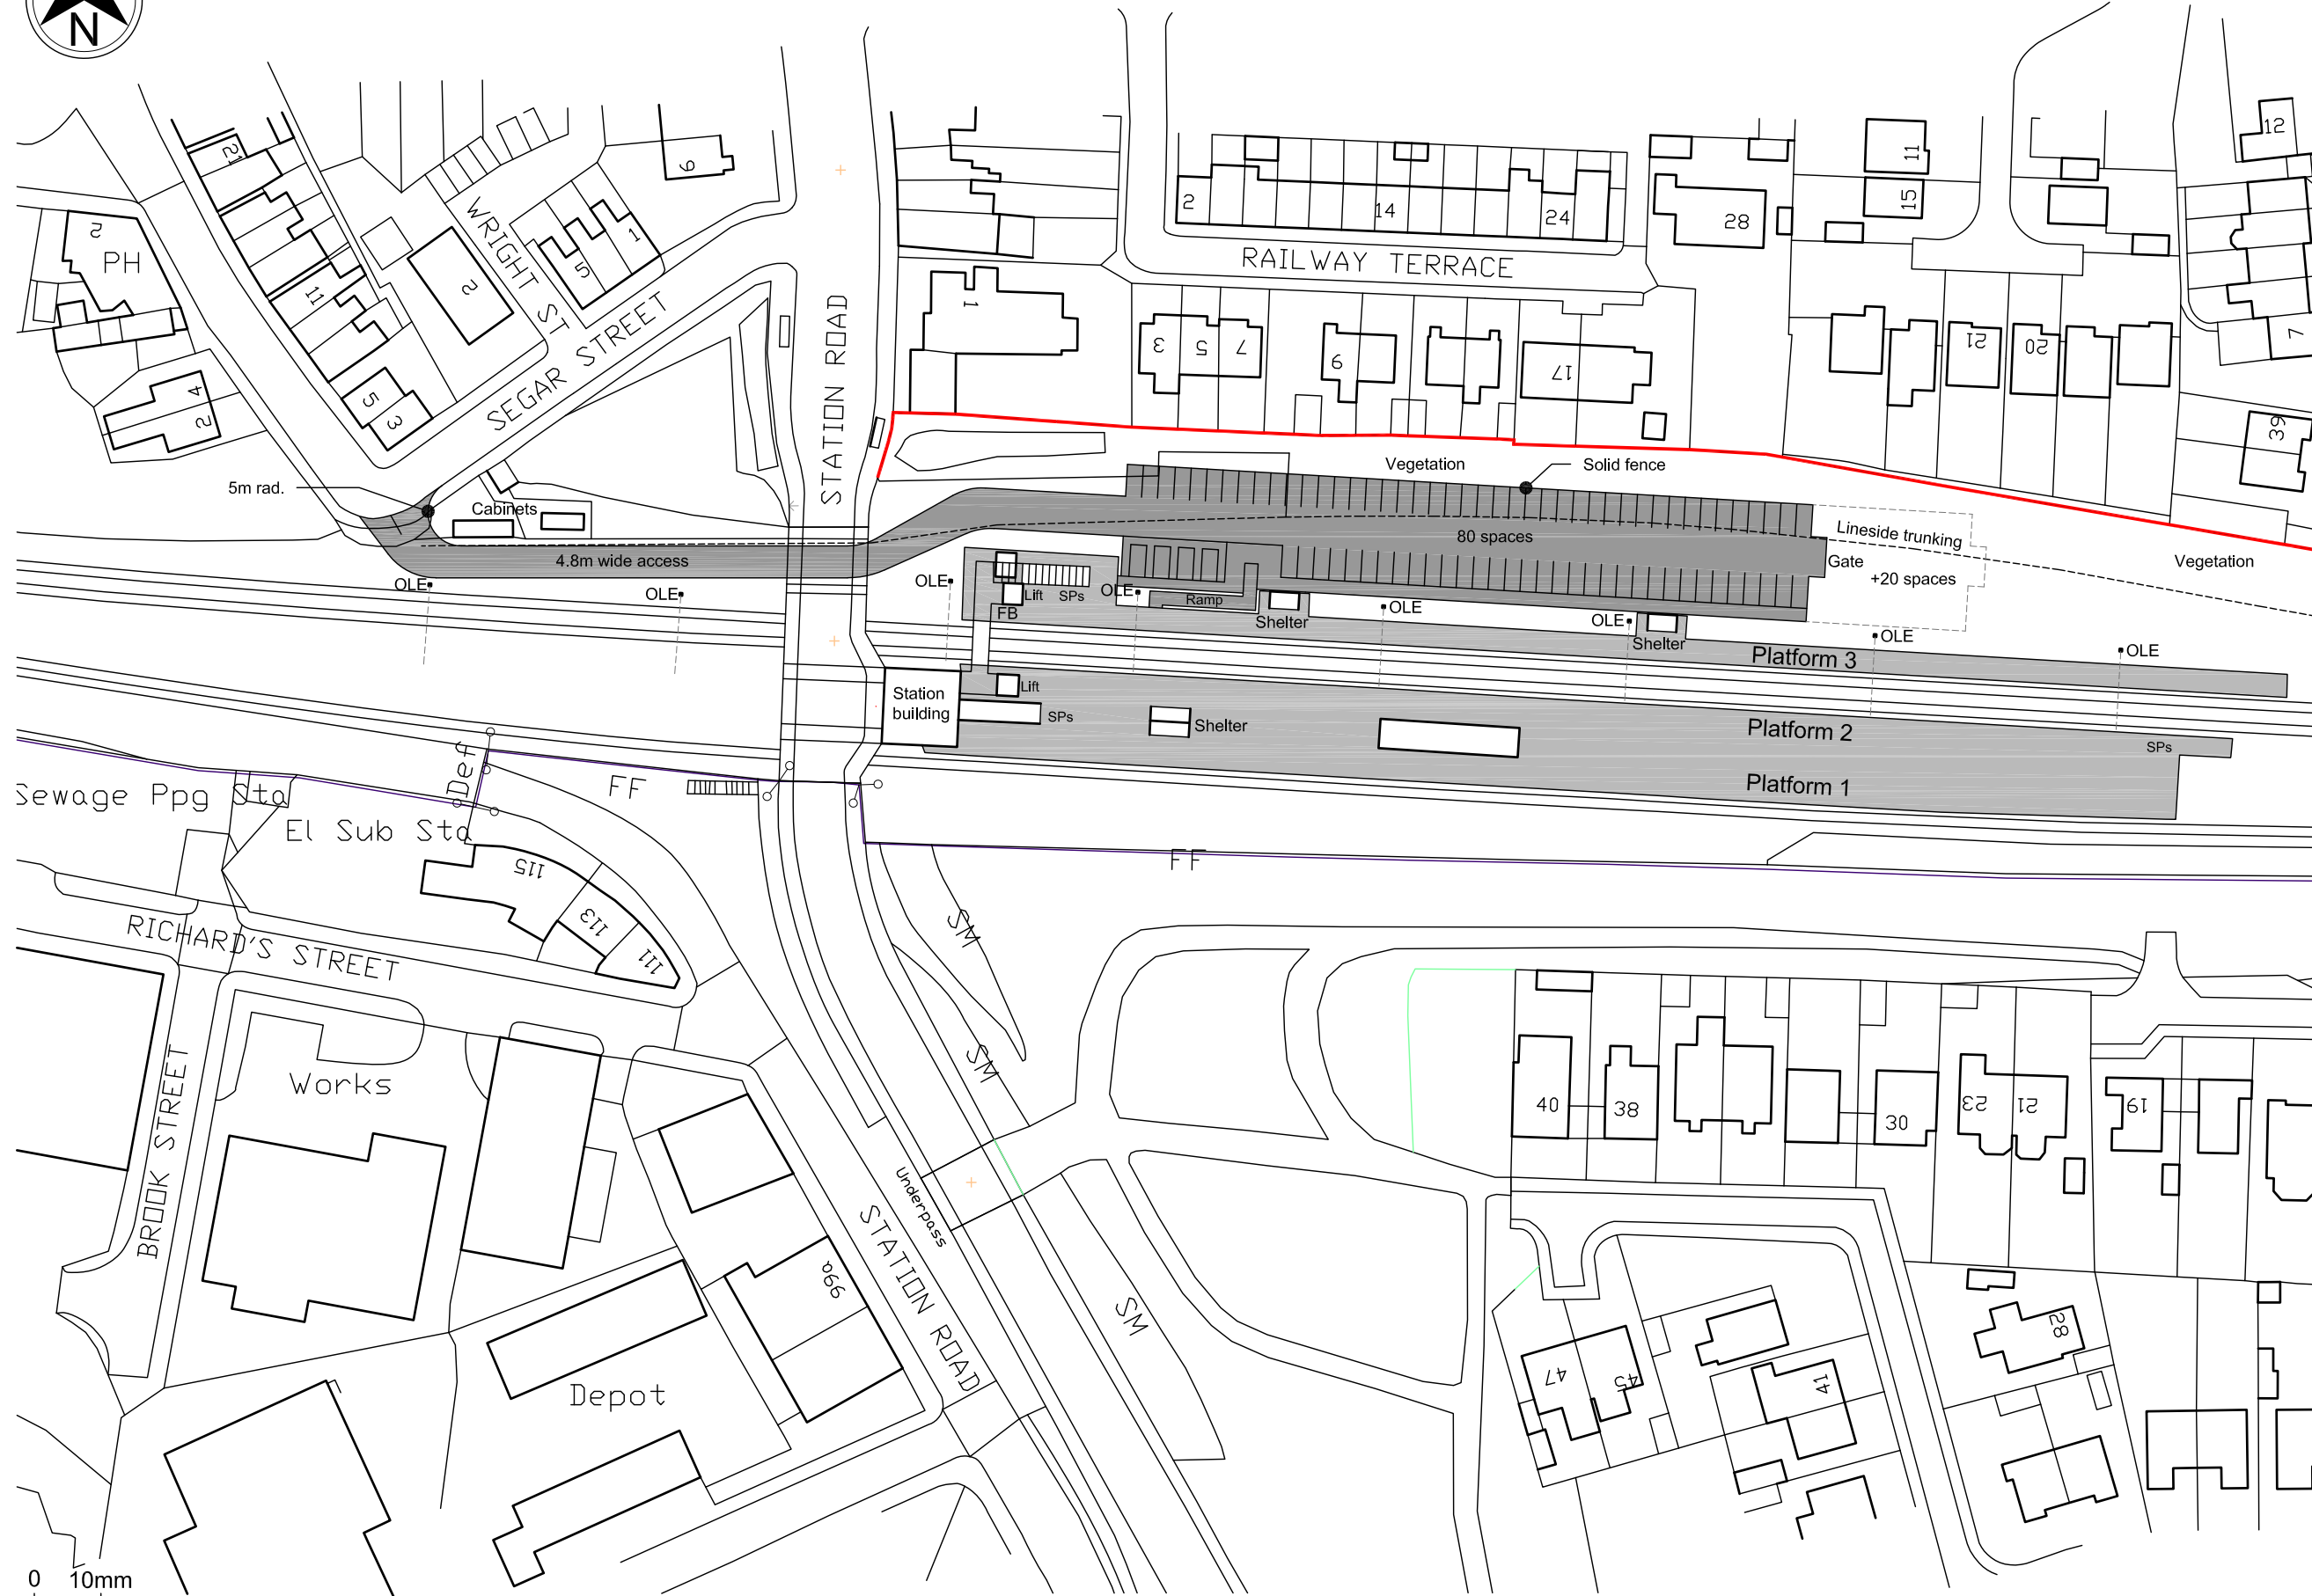 N
12
21
6
11
2
WRIGHT ST
1
15
2
14
24
28
PH
5
RAILWAY TERRACE
2
11
SEGAR STREET
STATION ROAD
1
3
5
7
9
17
21
20
7
4
2
5
3
39
Vegetation
Solid fence
5m rad.
Cabinets
80 spaces
Lineside trunking
Gate
+20 spaces
Vegetation
4.8m wide access
OLE
OLE
OLE
OLE
OLE
OLE
OLE
OLE
Lift
SPs
FB
Ramp
Shelter
Shelter
Platform 3
Station
building
Lift
SPs
Shelter
Platform 2
SPs
Platform 1
Def
FF
Sewage Ppg Sta
El Sub Sta
FF
115
113
111
RICHARD'S STREET
SM
SM
Works
BROOK STREET
40
38
30
23
21
19
Underpass
STATION ROAD
99a
SM
28
47
45
41
Depot
0 10mm